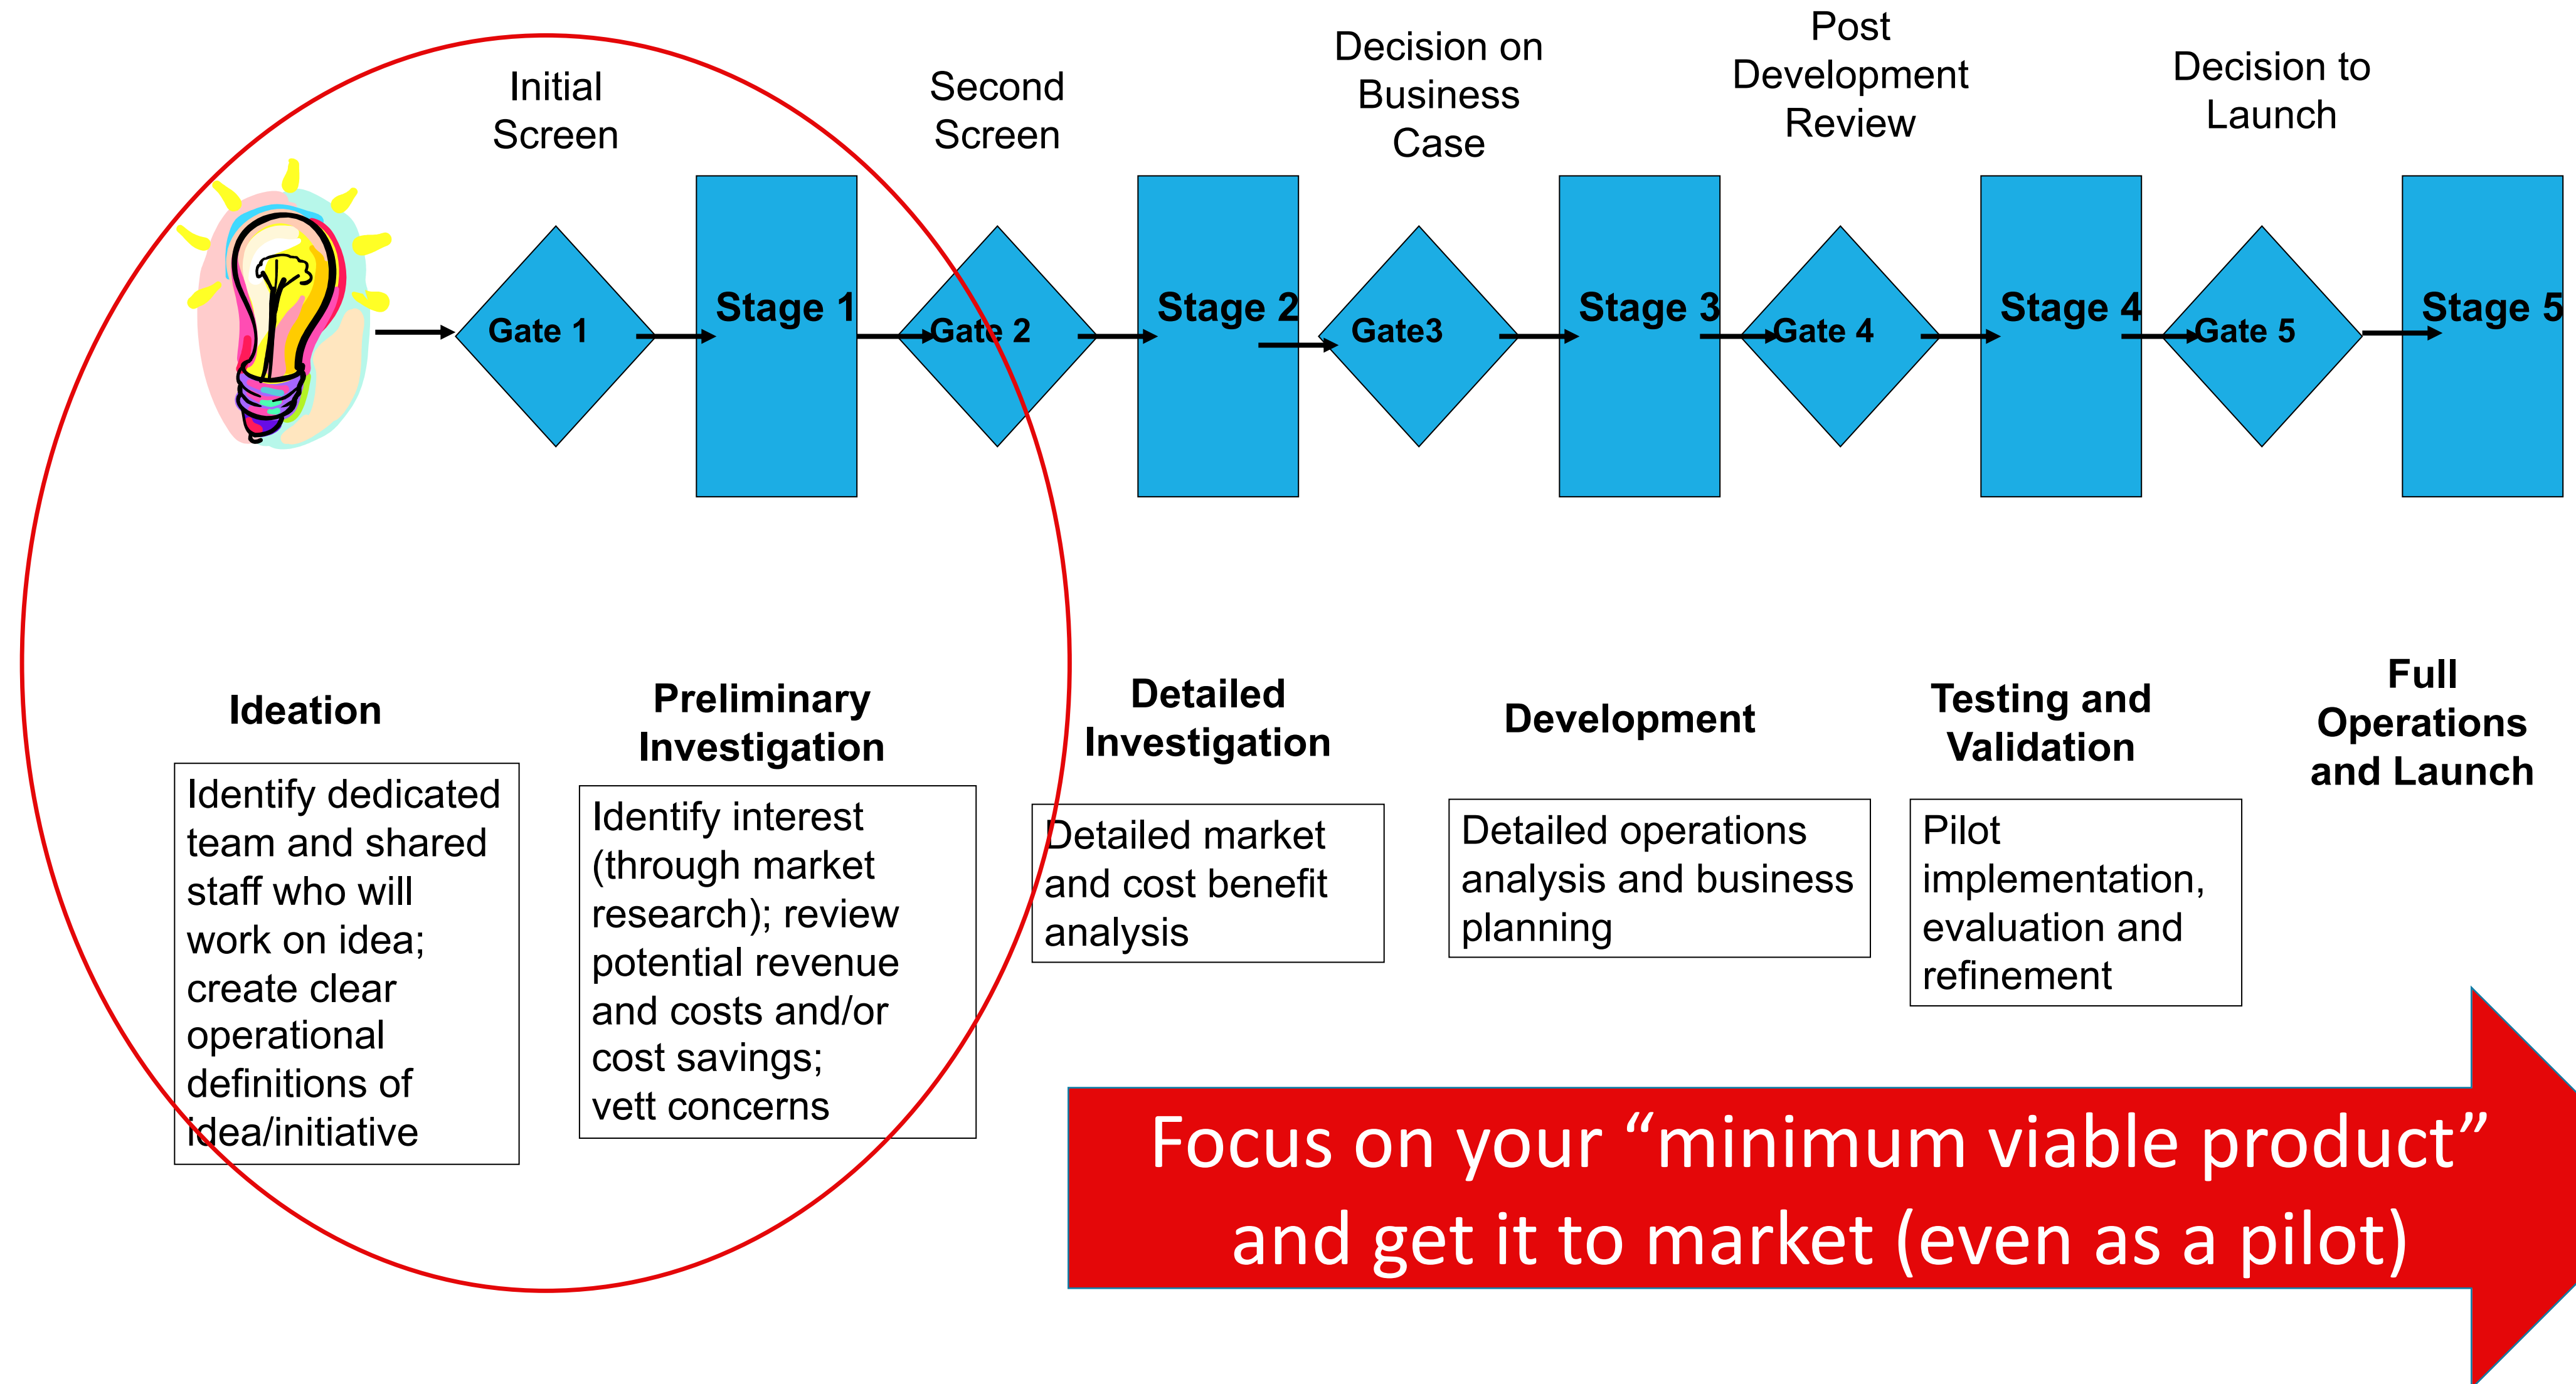 Initial
Screen
Second
Screen
Decision on
Business
Case
Post
Development
Review
Decision to
Launch
Gate 1
Stage 1
Gate 2
Stage 2
Gate3
Stage 3
Gate 4
Stage 4
Gate 5
Stage 5
Ideation
Identify dedicated
team and shared
staff who will
work on idea;
create clear
operational
definitions of
idea/initiative
Preliminary
Investigation
Identify interest
(through market
research); review
potential revenue
and costs and/or
cost savings;
vett concerns
Detailed
Investigation
Detailed market
and cost benefit
analysis
Development
Detailed operations
analysis and business
planning
Testing and
Validation
Pilot
implementation,
evaluation and
refinement
Full
Operations
and Launch
Focus on your “minimum viable product”
and get it to market (even as a pilot)